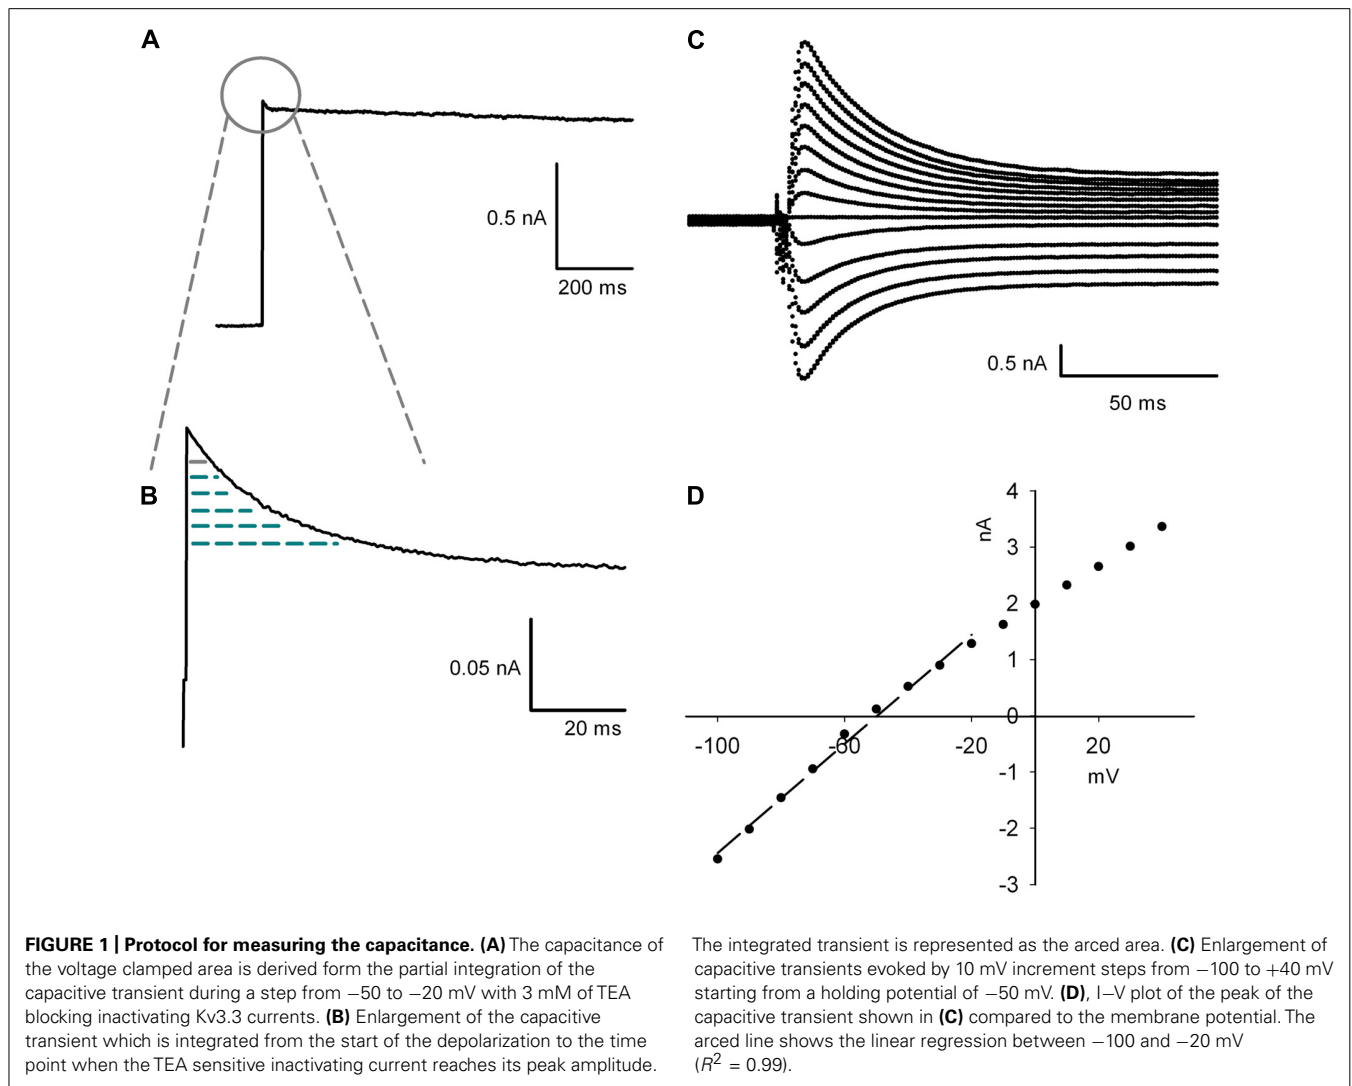 A
0.5 nA
200 ms
B
0.05 nA
20 ms
C
0.5 nA
50 ms
D
nA
4
3
2
1
0
-1
-2
-3
-100
-60
-20
20
mV
FIGURE 1 | Protocol for measuring the capacitance. (A) The capacitance of
the voltage clamped area is derived form the partial integration of the
capacitive transient during a step from −50 to −20 mV with 3 mM of TEA
blocking inactivating Kv3.3 currents. (B) Enlargement of the capacitive
transient which is integrated from the start of the depolarization to the time
point when the TEA sensitive inactivating current reaches its peak amplitude.
The integrated transient is represented as the arced area. (C) Enlargement of
capacitive transients evoked by 10 mV increment steps from −100 to +40 mV
starting from a holding potential of −50 mV. (D), I–V plot of the peak of the
capacitive transient shown in (C) compared to the membrane potential. The
arced line shows the linear regression between −100 and −20 mV
(R² = 0.99).